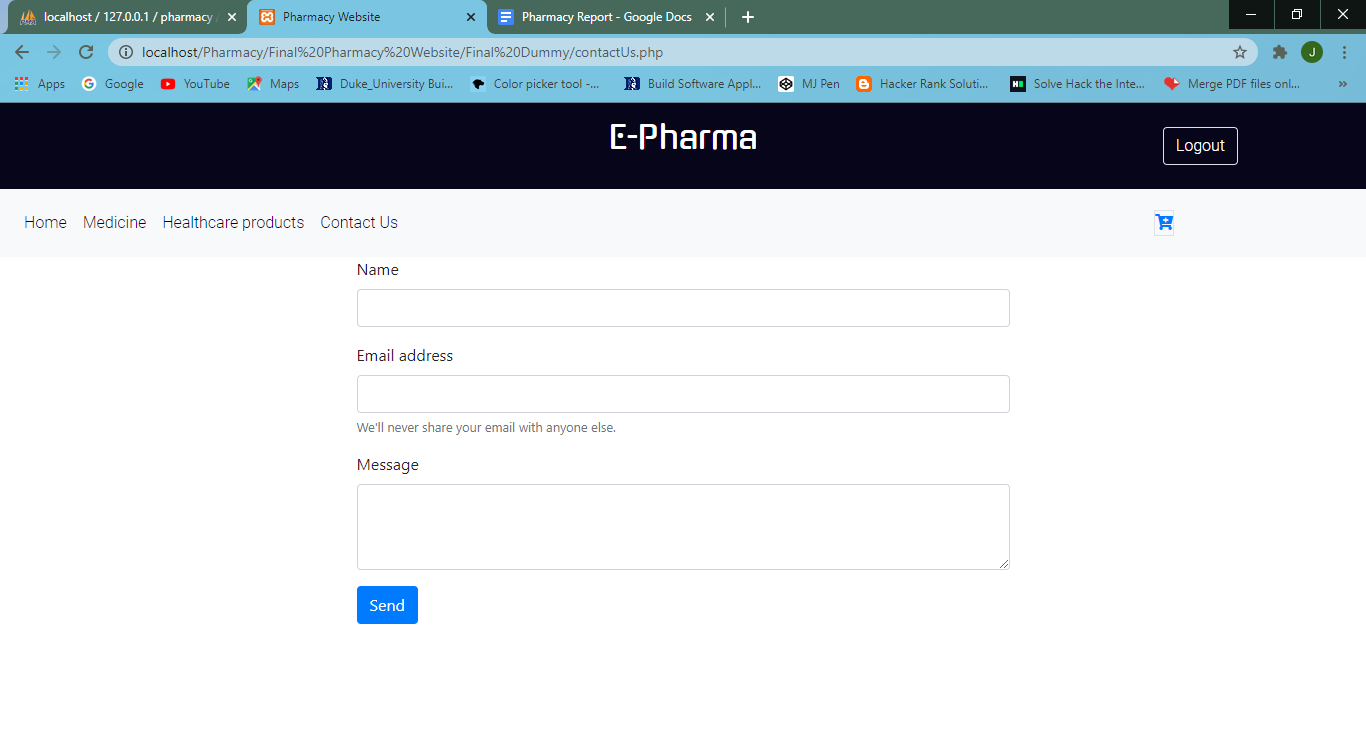 localhost / 127.0.0.1 / pharmacy
Pharmacy Website
Pharmacy Report - Google Docs
localhost/Pharmacy/Final%20Pharmacy%20Website/Final%20Dummy/contactUs.php
J
Apps Google YouTube Maps Duke_University Bui... Color picker tool -... Build Software Appl... MJ Pen Hacker Rank Soluti... Solve Hack the Inte... Merge PDF files onl... »
E-Pharma
Logout
Home Medicine Healthcare products Contact Us
Name
Email address
We'll never share your email with anyone else.
Message
Send